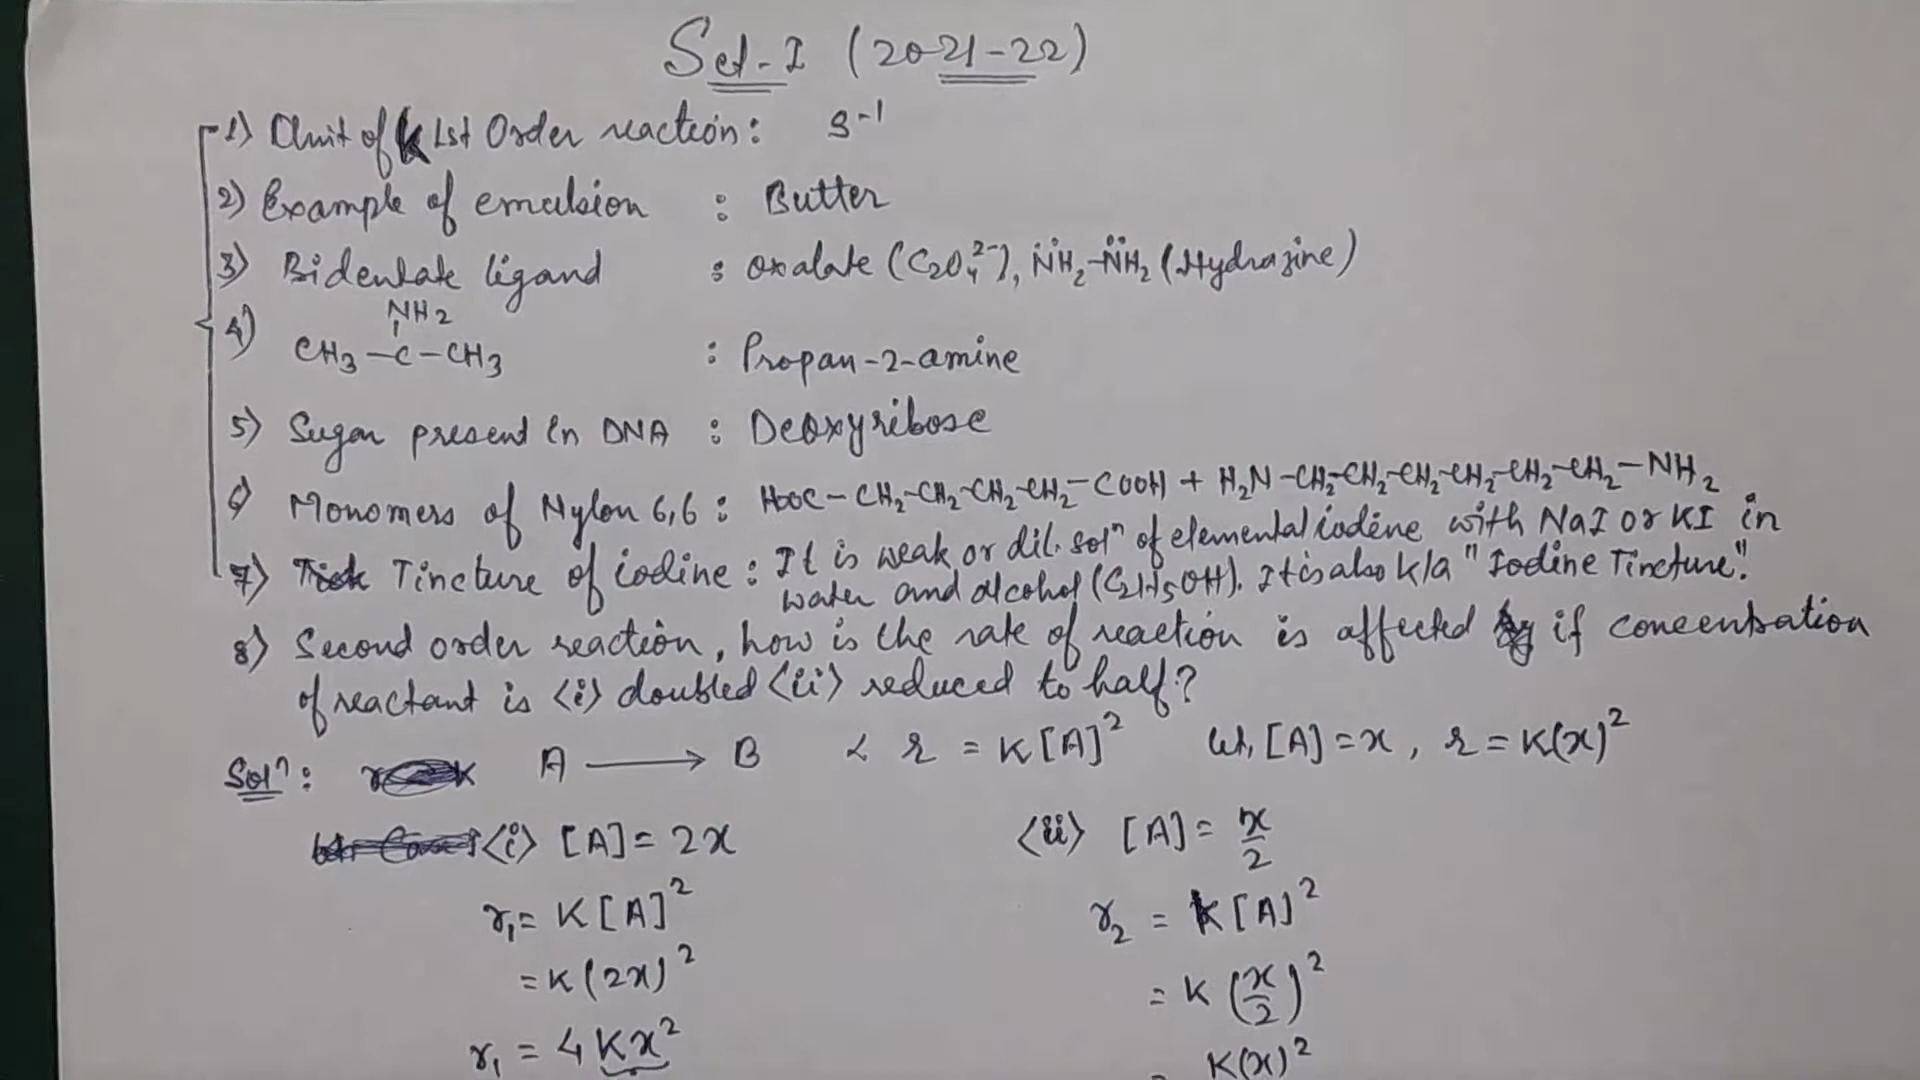 Set-I (2021-22)
1) Unit of k 1st Order reaction: s⁻¹
2) Example of emulsion : Butter
3) Bidentate ligand : Oxalate (C₂O₄²⁻), N̈H₂-N̈H₂ (Hydrazine)
NH₂
4) CH₃-C-CH₃ : Propan-2-amine
5) Sugar present in DNA : Deoxyribose
6) Monomers of Nylon 6,6 : HOOC-CH₂-CH₂-CH₂-CH₂-COOH + H₂N-CH₂-CH₂-CH₂-CH₂-CH₂-CH₂-NH₂
7) Tincture of iodine : It is weak or dil. solⁿ of elemental iodine with NaI or KI in
water and alcohol (C₂H₅OH). It is also k/a "Iodine Tincture".
8) Second order reaction, how is the rate of reaction is affected if concentration
of reactant is <i> doubled <ii> reduced to half?
Solⁿ: A → B & r = K[A]² let, [A] = x, r = K(x)²
<i> [A] = 2x
r₁ = K[A]²
= K(2x)²
r₁ = 4Kx²
<ii> [A] = x/2
r₂ = K[A]²
= K(x/2)²
= K(x)²